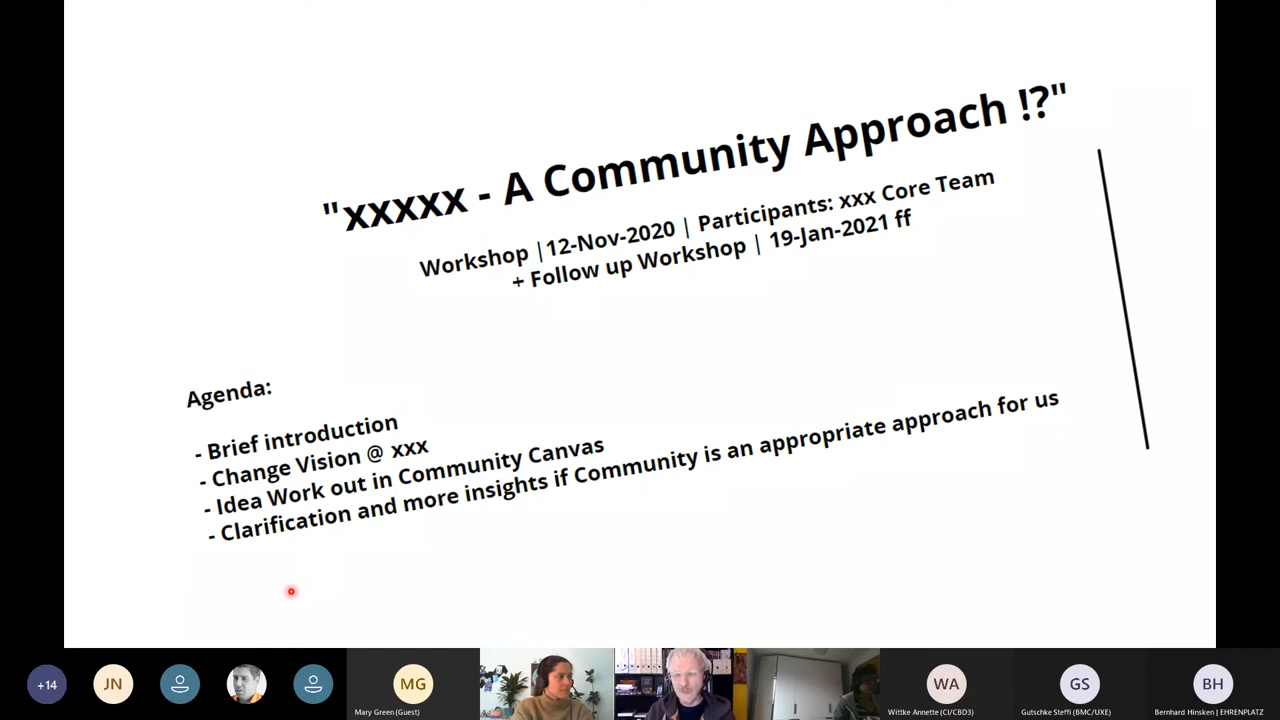 "xxxxx - A Community Approach !?"
Workshop |12-Nov-2020 | Participants: xxx Core Team
+ Follow up Workshop | 19-Jan-2021 ff
Agenda:
- Brief introduction
- Change Vision @ xxx
- Idea Work out in Community Canvas
- Clarification and more insights if Community is an appropriate approach for us
+14
JN
MG
WA
GS
BH
Mary Green (Guest)
Wittke Annette (CI/CBD3)
Gutschke Steffi (BMC/UXE)
Bernhard Hinsken | EHRENPLATZ